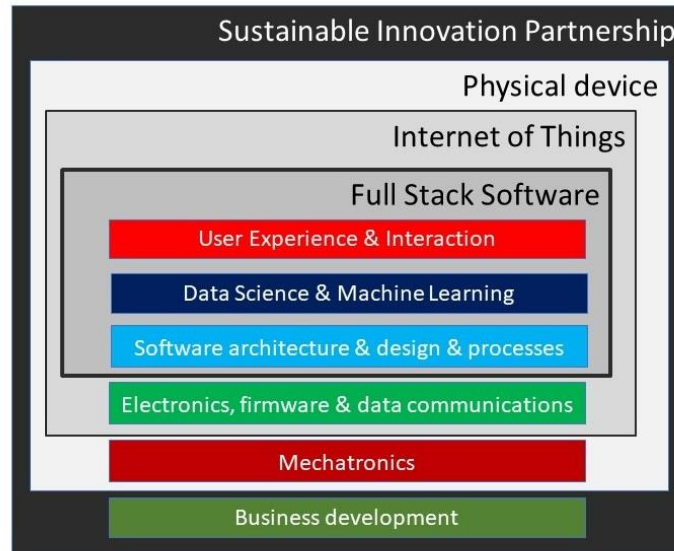 Sustainable Innovation Partnership
Physical device
Internet of Things
Full Stack Software
User Experience & Interaction
Data Science & Machine Learning
Software architecture & design & processes
Electronics, firmware & data communications
Mechatronics
Business development